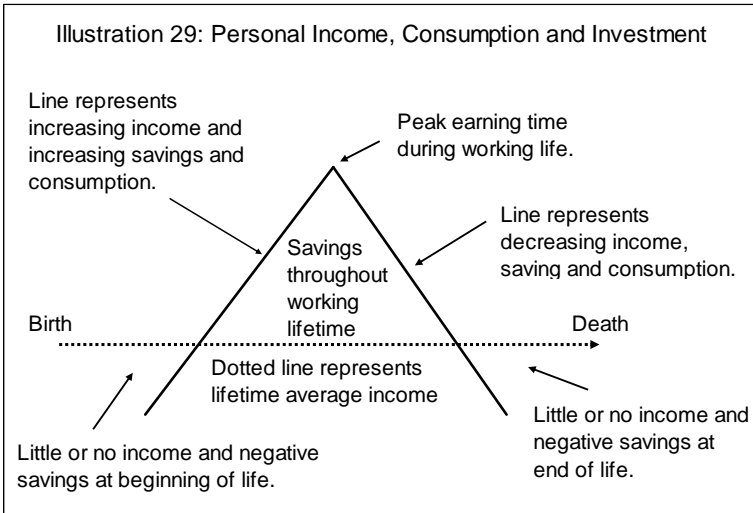 Illustration 29: Personal Income, Consumption and Investment
Line represents
increasing income and
increasing savings and
consumption.
Peak earning time
during working life.
Line represents
decreasing income,
saving and consumption.
Savings
throughout
working
lifetime
Birth
Death
Dotted line represents
lifetime average income
Little or no income and negative
savings at beginning of life.
Little or no income and
negative savings at
end of life.